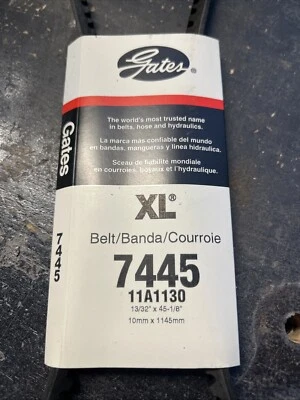 Gates®
The world's most trusted name
in belts, hose and hydraulics.
La marca más confiable del mundo
en bandas, mangueras y línea hidraulica.
Sceau de fiabilité mondiale
en courroies, boyaux et l'hydraulique.
XL®
Belt/Banda/Courroie
7445
11A1130
13/32" x 45-1/8"
10mm x 1145mm
Gates
7445